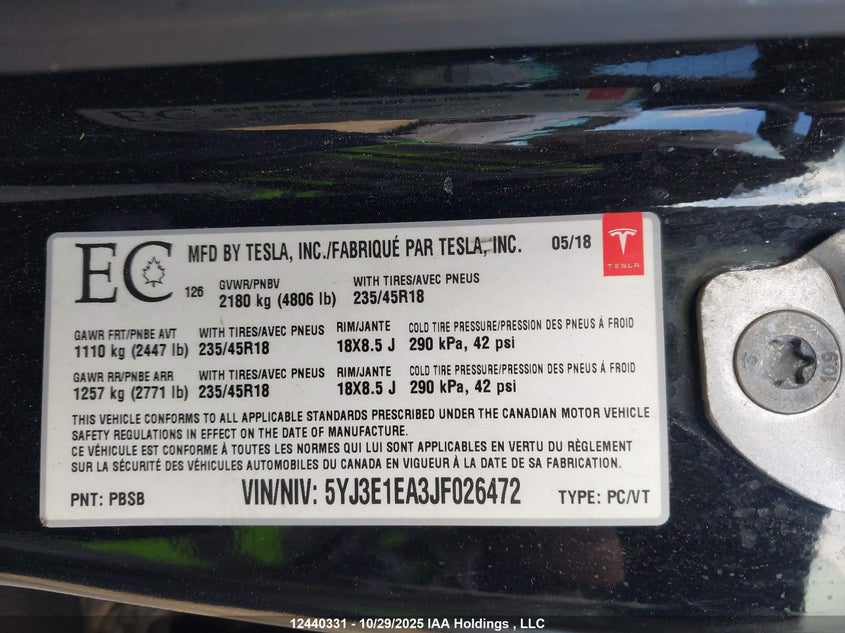 EC
126
MFD BY TESLA, INC./FABRIQUÉ PAR TESLA, INC. 05/18
TESLA
GVWR/PNBV WITH TIRES/AVEC PNEUS
2180 kg (4806 lb) 235/45R18
GAWR FRT/PNBE AVT WITH TIRES/AVEC PNEUS RIM/JANTE COLD TIRE PRESSURE/PRESSION DES PNEUS À FROID
1110 kg (2447 lb) 235/45R18 18X8.5 J 290 kPa, 42 psi
GAWR RR/PNBE ARR WITH TIRES/AVEC PNEUS RIM/JANTE COLD TIRE PRESSURE/PRESSION DES PNEUS À FROID
1257 kg (2771 lb) 235/45R18 18X8.5 J 290 kPa, 42 psi
THIS VEHICLE CONFORMS TO ALL APPLICABLE STANDARDS PRESCRIBED UNDER THE CANADIAN MOTOR VEHICLE
SAFETY REGULATIONS IN EFFECT ON THE DATE OF MANUFACTURE.
CE VÉHICULE EST CONFORME À TOUTES LES NORMES QUI LUI SONT APPLICABLES EN VERTU DU RÈGLEMENT
SUR LA SÉCURITÉ DES VÉHICULES AUTOMOBILES DU CANADA EN VIGUEUR À LA DATE DE SA FABRICATION.
PNT: PBSB VIN/NIV: 5YJ3E1EA3JF026472 TYPE: PC/VT
10.9
12440331 - 10/29/2025 IAA Holdings , LLC